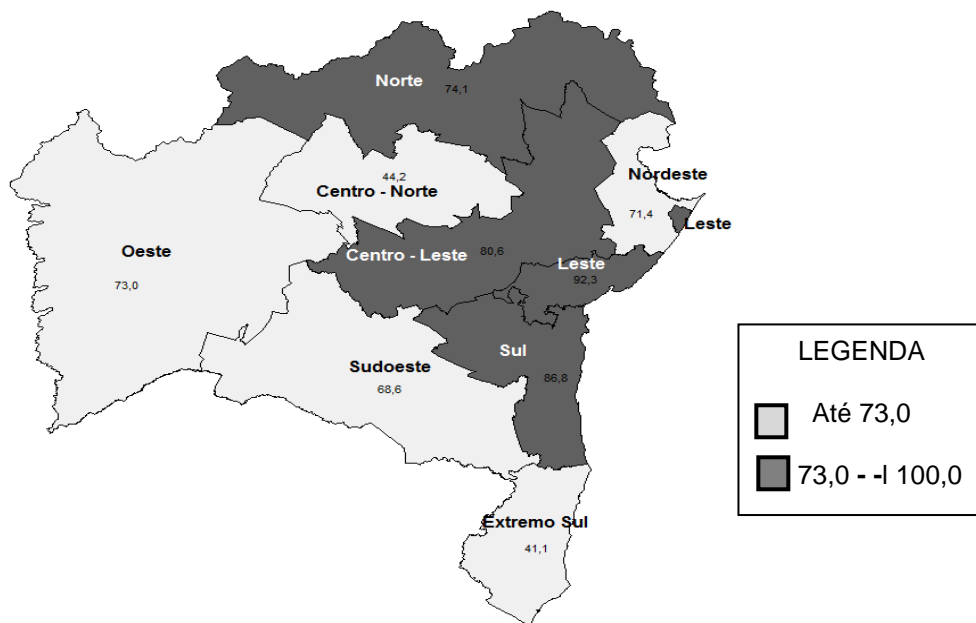 Norte
74,1
44,2
Centro - Norte
Nordeste
71,4
Leste
Oeste
73,0
Centro - Leste
80,6
Leste
92,3
Sul
86,8
Sudoeste
68,6
Extremo Sul
41,1
LEGENDA
Até 73,0
73,0 - -l 100,0